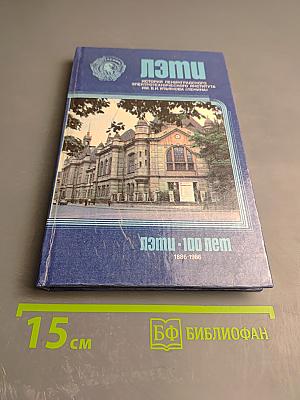 ЛЭТИ
ИСТОРИЯ ЛЕНИНГРАДСКОГО
ЭЛЕКТРОТЕХНИЧЕСКОГО ИНСТИТУТА
ИМ. В.И. УЛЬЯНОВА (ЛЕНИНА)
ЛЭТИ·100 ЛЕТ
1886-1986
15 см
БФ БИБЛИОФАН